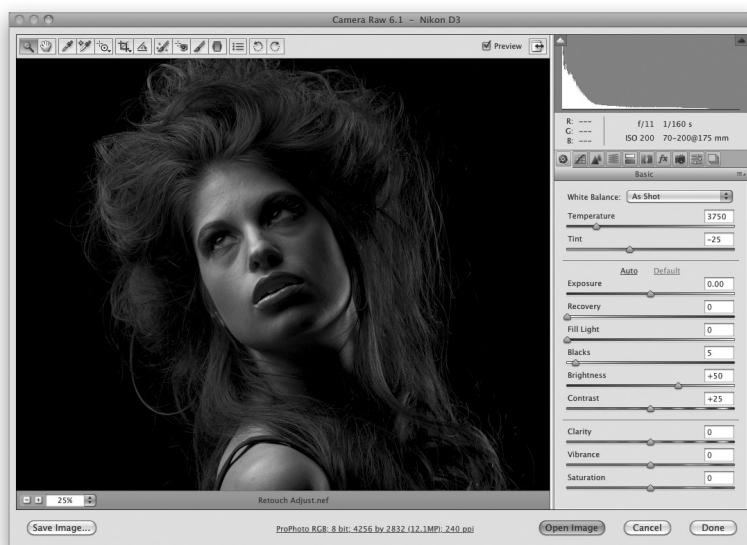 Camera Raw 6.1 – Nikon D3
Preview
R: ---
G: ---
B: ---
f/11 1/160 s
ISO 200 70-200@175 mm
fx
Basic
White Balance: As Shot
Temperature 3750
Tint -25
Auto Default
Exposure 0.00
Recovery 0
Fill Light 0
Blacks 5
Brightness +50
Contrast +25
Clarity 0
Vibrance 0
Saturation 0
25%
Retouch Adjust.nef
Save Image...
ProPhoto RGB; 8 bit; 4256 by 2832 (12.1MP); 240 ppi
Open Image
Cancel
Done